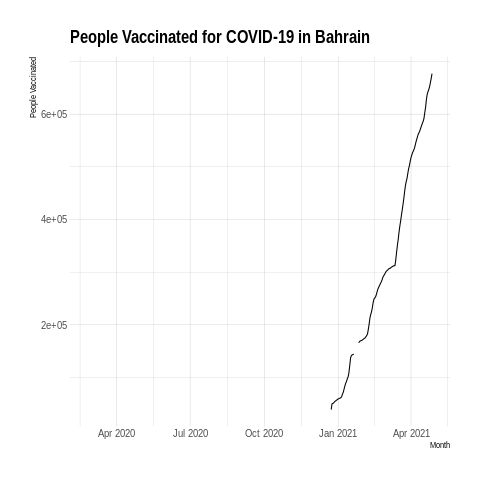 People Vaccinated for COVID-19 in Bahrain
People Vaccinated
6e+05
4e+05
2e+05
Apr 2020 Jul 2020 Oct 2020 Jan 2021 Apr 2021
Month